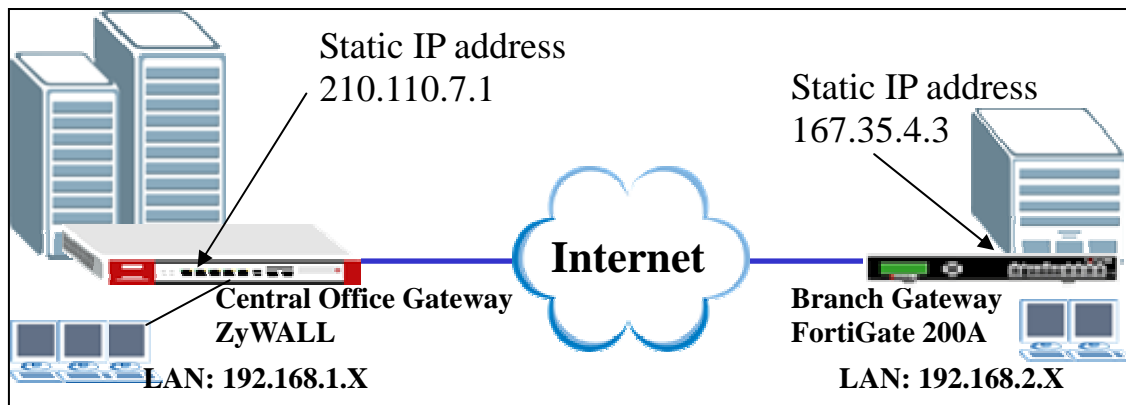 Static IP address
210.110.7.1
Static IP address
167.35.4.3
Internet
Central Office Gateway
ZyWALL
LAN: 192.168.1.X
Branch Gateway
FortiGate 200A
LAN: 192.168.2.X